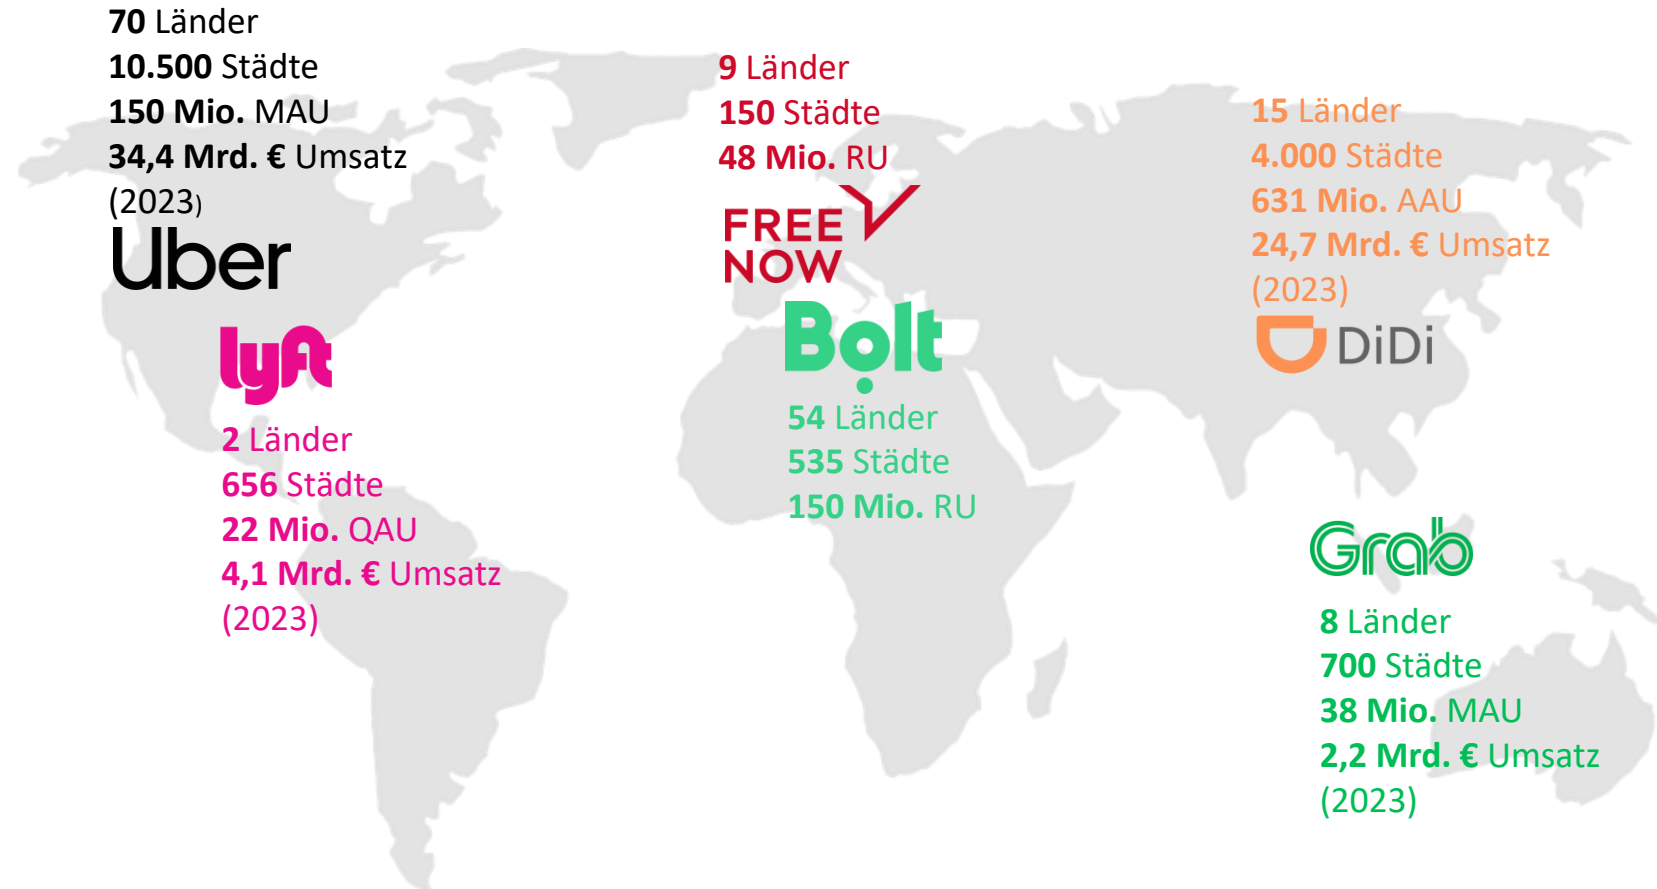 70 Länder
10.500 Städte
150 Mio. MAU
34,4 Mrd. € Umsatz
(2023)
Uber
lyft
2 Länder
656 Städte
22 Mio. QAU
4,1 Mrd. € Umsatz
(2023)
9 Länder
150 Städte
48 Mio. RU
FREE
NOW
Bolt
54 Länder
535 Städte
150 Mio. RU
15 Länder
4.000 Städte
631 Mio. AAU
24,7 Mrd. € Umsatz
(2023)
DiDi
Grab
8 Länder
700 Städte
38 Mio. MAU
2,2 Mrd. € Umsatz
(2023)